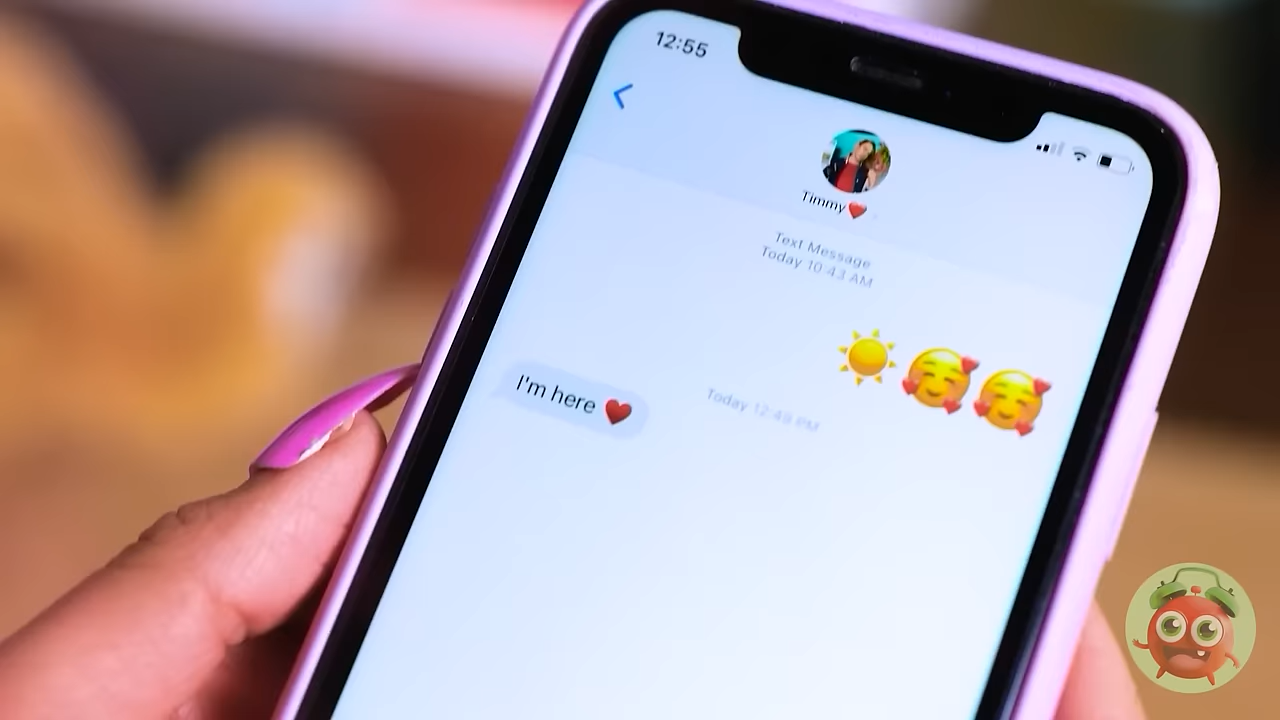 12:55
Timmy❤️
Text Message
Today 10:43 AM
☀️🥰🥰
Today 12:49 PM
I'm here ❤️